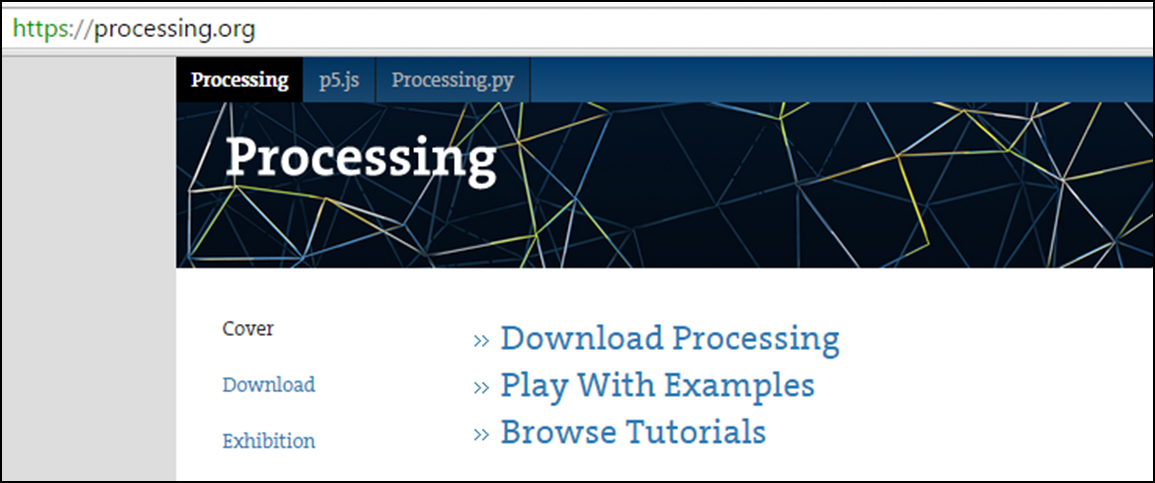 https://processing.org
Processing p5.js Processing.py
Processing
Cover
Download
Exhibition
» Download Processing
» Play With Examples
» Browse Tutorials